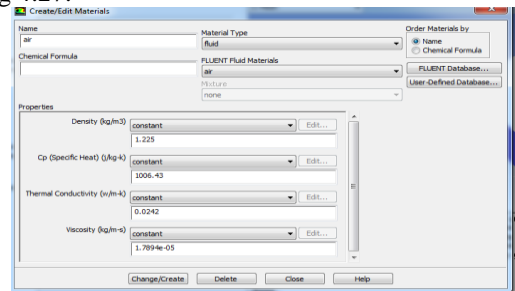 Create/Edit Materials
Name
air
Material Type
fluid
Order Materials by
Name
Chemical Formula
Chemical Formula
FLUENT Fluid Materials
air
Mixture
none
FLUENT Database...
User-Defined Database...
Properties
Density (kg/m3) constant Edit...
1.225
Cp (Specific Heat) (j/kg-k) constant Edit...
1006.43
Thermal Conductivity (w/m-k) constant Edit...
0.0242
Viscosity (kg/m-s) constant Edit...
1.7894e-05
Change/Create Delete Close Help